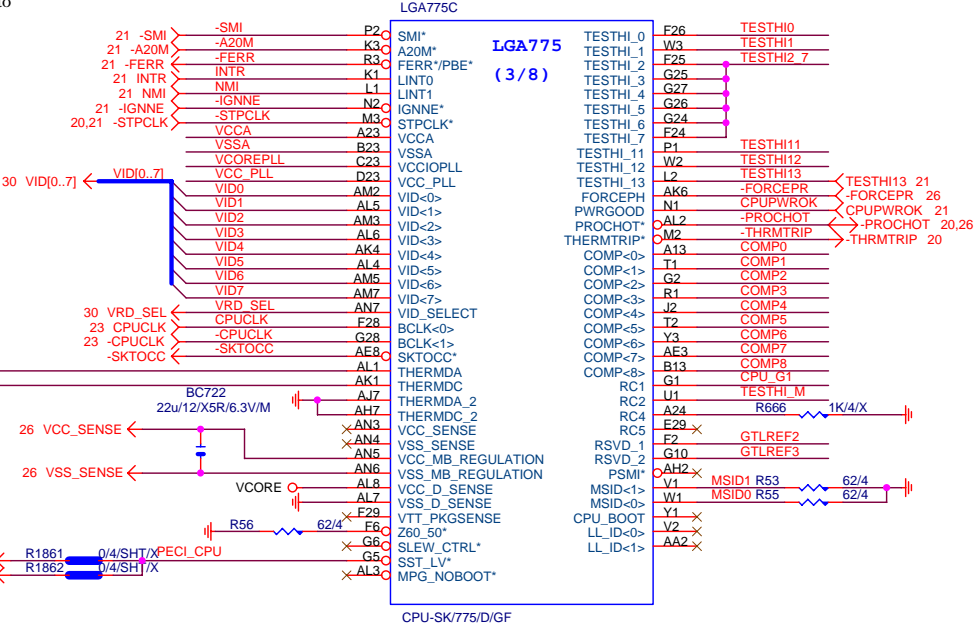 LGA775C
LGA775
(3/8)
21 -SMI -SMI P2 SMI*
21 -A20M -A20M K3 A20M*
21 -FERR -FERR R3 FERR*/PBE*
21 INTR INTR K1 LINT0
21 NMI NMI L1 LINT1
21 -IGNNE -IGNNE N2 IGNNE*
20,21 -STPCLK -STPCLK M3 STPCLK*
VCCA A23 VCCA
VSSA B23 VSSA
VCOREPLL C23 VCCIOPLL
30 VID[0..7] VID[0..7] VCC_PLL D23 VCC_PLL
VID0 AM2 VID<0>
VID1 AL5 VID<1>
VID2 AM3 VID<2>
VID3 AL6 VID<3>
VID4 AK4 VID<4>
VID5 AL4 VID<5>
VID6 AM5 VID<6>
VID7 AM7 VID<7>
30 VRD_SEL VRD_SEL AN7 VID_SELECT
23 CPUCLK CPUCLK F28 BCLK<0>
23 -CPUCLK -CPUCLK G28 BCLK<1>
-SKTOCC -SKTOCC AE8 SKTOCC*
AL1 THERMDA
AK1 THERMDC
BC722 AJ7 THERMDA_2
22u/12/X5R/6.3V/M AH7 THERMDC_2
AN3 VCC_SENSE
26 VCC_SENSE AN4 VSS_SENSE
AN5 VCC_MB_REGULATION
26 VSS_SENSE AN6 VSS_MB_REGULATION
VCORE AL8 VCC_D_SENSE
AL7 VSS_D_SENSE
F29 VTT_PKGSENSE
R56 62/4 F6 Z60_50*
G6 SLEW_CTRL*
R1861 0/4/SHT/X PECI_CPU G5 SST_LV*
R1862 0/4/SHT/X AL3 MPG_NOBOOT*
TESTHI_0 F26 TESTHI0
TESTHI_1 W3 TESTHI1
TESTHI_2 F25 TESTHI2_7
TESTHI_3 G25
TESTHI_4 G27
TESTHI_5 G26
TESTHI_6 G24
TESTHI_7 F24
TESTHI_11 P1 TESTHI11
TESTHI_12 W2 TESTHI12
TESTHI_13 L2 TESTHI13 TESTHI13 21
FORCEPH AK6 -FORCEPR -FORCEPR 26
PWRGOOD N1 CPUPWROK CPUPWROK 21
PROCHOT* AL2 -PROCHOT -PROCHOT 20,26
THERMTRIP* M2 -THRMTRIP -THRMTRIP 20
COMP<0> A13 COMP0
COMP<1> T1 COMP1
COMP<2> G2 COMP2
COMP<3> R1 COMP3
COMP<4> J2 COMP4
COMP<5> T2 COMP5
COMP<6> Y3 COMP6
COMP<7> AE3 COMP7
COMP<8> B13 COMP8
RC1 G1 CPU_G1
RC2 U1 TESTHI_M
RC4 A24 R666 1K/4/X
RC5 E29
RSVD_1 F2 GTLREF2
RSVD_2 G10 GTLREF3
PSMI* AH2
MSID<1> V1 MSID1 R53 62/4
MSID<0> W1 MSID0 R55 62/4
CPU_BOOT Y1
LL_ID<0> V2
LL_ID<1> AA2
CPU-SK/775/D/GF